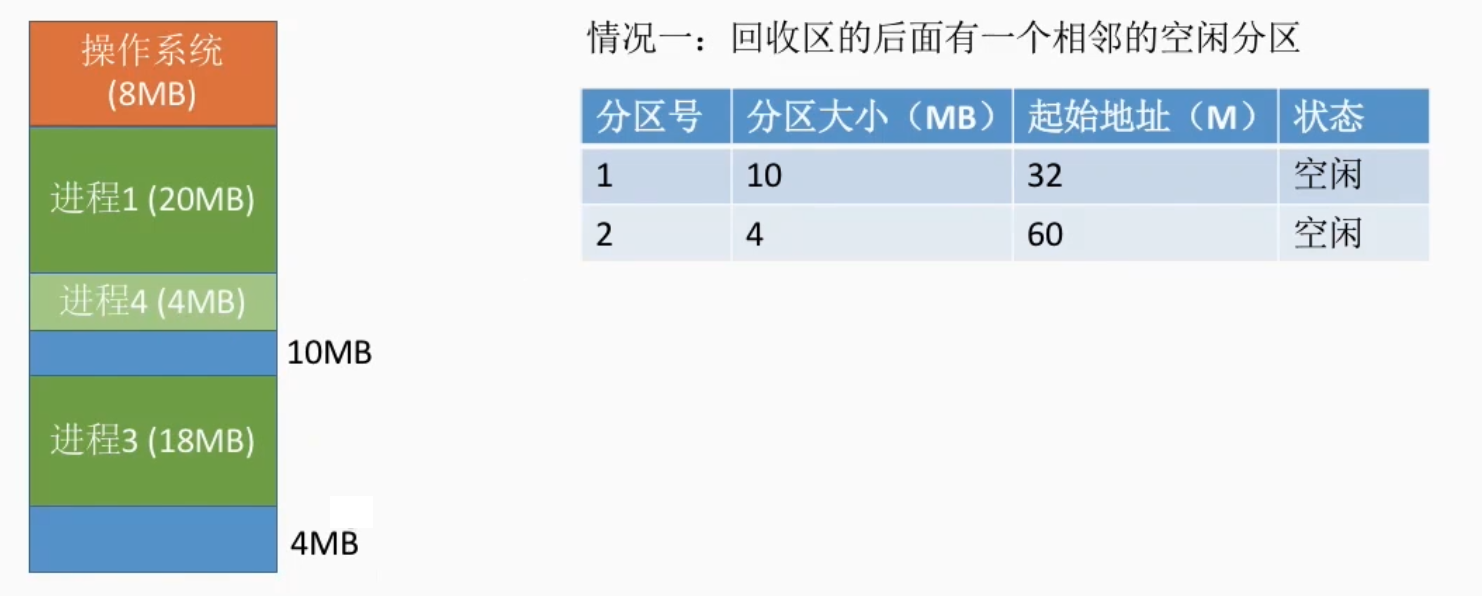 操作系统
(8MB)
进程1 (20MB)
进程4 (4MB)
10MB
进程3 (18MB)
4MB
情况一：回收区的后面有一个相邻的空闲分区
分区号 分区大小（MB） 起始地址（M） 状态
1 10 32 空闲
2 4 60 空闲